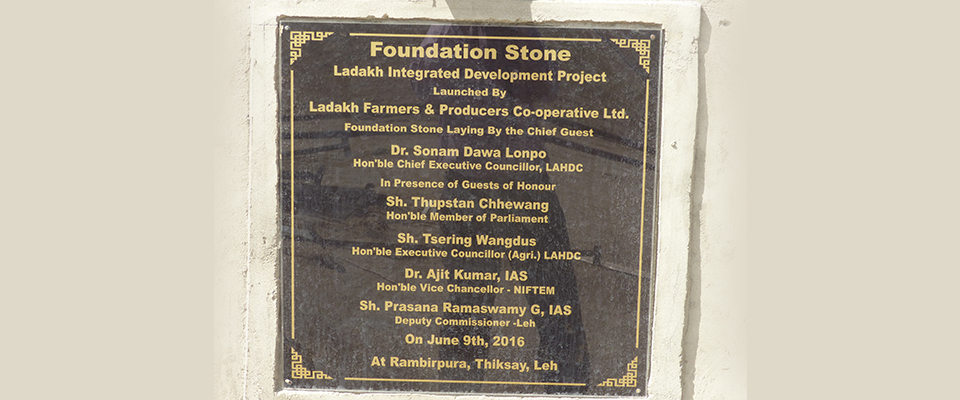 Foundation Stone
Ladakh Integrated Development Project
Launched By
Ladakh Farmers & Producers Co-operative Ltd.
Foundation Stone Laying By the Chief Guest
Dr. Sonam Dawa Lonpo
Hon'ble Chief Executive Councillor, LAHDC
In Presence of Guests of Honour
Sh. Thupstan Chhewang
Hon'ble Member of Parliament
Sh. Tsering Wangdus
Hon'ble Executive Councillor (Agri.) LAHDC
Dr. Ajit Kumar, IAS
Hon'ble Vice Chancellor - NIFTEM
Sh. Prasana Ramaswamy G, IAS
Deputy Commissioner -Leh
On June 9th, 2016
At Rambirpura, Thiksay, Leh